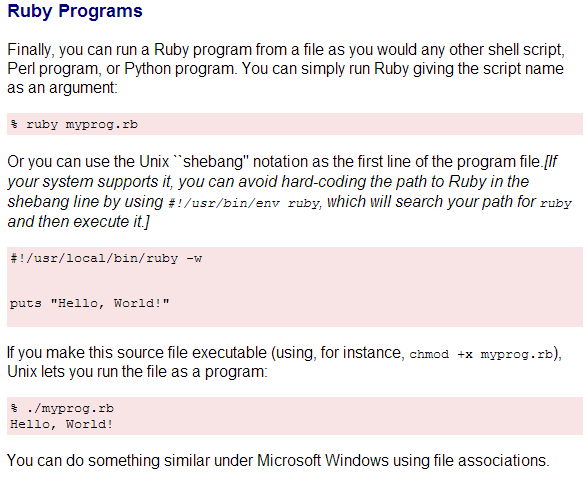 Ruby Programs
Finally, you can run a Ruby program from a file as you would any other shell script,
Perl program, or Python program. You can simply run Ruby giving the script name
as an argument:
% ruby myprog.rb
Or you can use the Unix ``shebang'' notation as the first line of the program file.[If
your system supports it, you can avoid hard-coding the path to Ruby in the
shebang line by using #!/usr/bin/env ruby, which will search your path for ruby
and then execute it.]
#!/usr/local/bin/ruby -w
puts "Hello, World!"
If you make this source file executable (using, for instance, chmod +x myprog.rb),
Unix lets you run the file as a program:
% ./myprog.rb
Hello, World!
You can do something similar under Microsoft Windows using file associations.